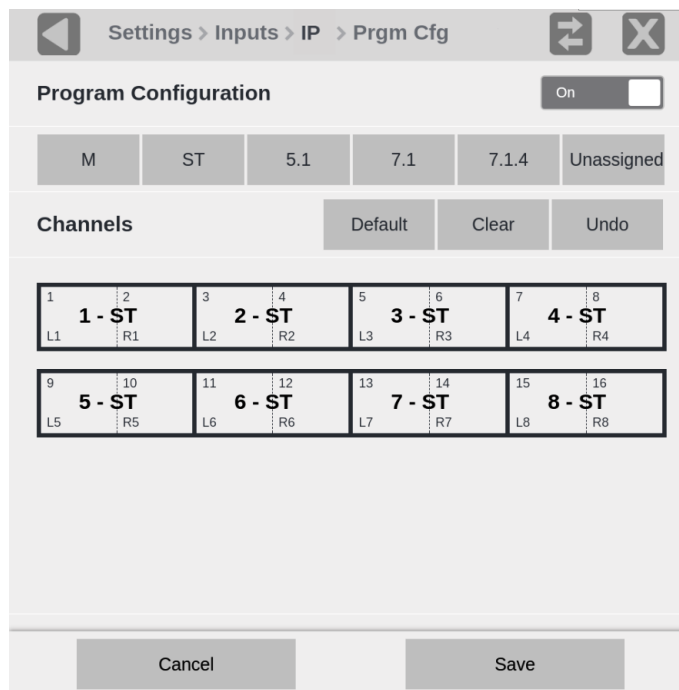 Settings > Inputs > IP > Prgm Cfg
Program Configuration On
M ST 5.1 7.1 7.1.4 Unassigned
Channels Default Clear Undo
1 2 3 4 5 6 7 8
1 - ST 2 - ST 3 - ST 4 - ST
L1 R1 L2 R2 L3 R3 L4 R4
9 10 11 12 13 14 15 16
5 - ST 6 - ST 7 - ST 8 - ST
L5 R5 L6 R6 L7 R7 L8 R8
Cancel Save